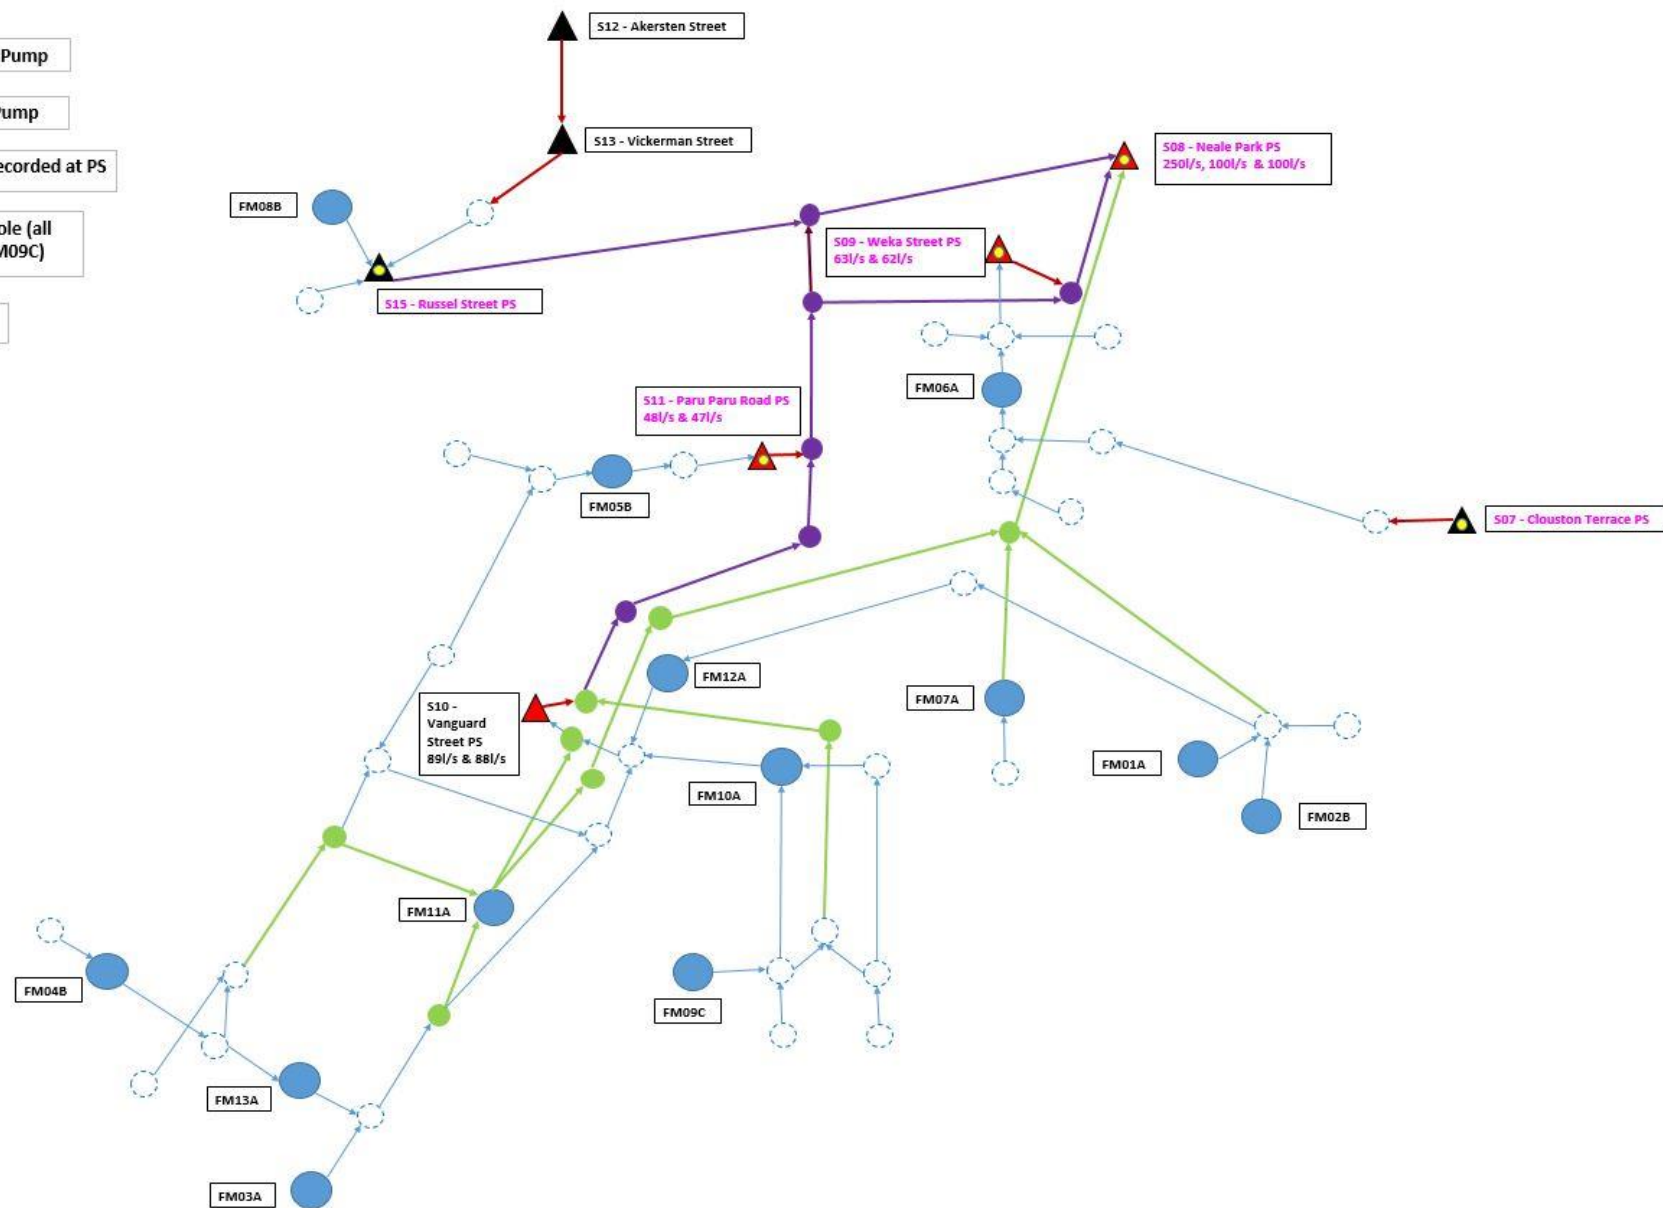 Pump
ump
ecorded at PS
ole (all
M09C)
S12 - Akersten Street
S13 - Vickerman Street
FM08B
S15 - Russel Street PS
S08 - Neale Park PS
250l/s, 100l/s & 100l/s
S09 - Weka Street PS
63l/s & 62l/s
FM06A
S11 - Paru Paru Road PS
48l/s & 47l/s
FM05B
S07 - Clouston Terrace PS
FM12A
S10 -
Vanguard
Street PS
89l/s & 88l/s
FM07A
FM01A
FM02B
FM10A
FM11A
FM04B
FM09C
FM13A
FM03A